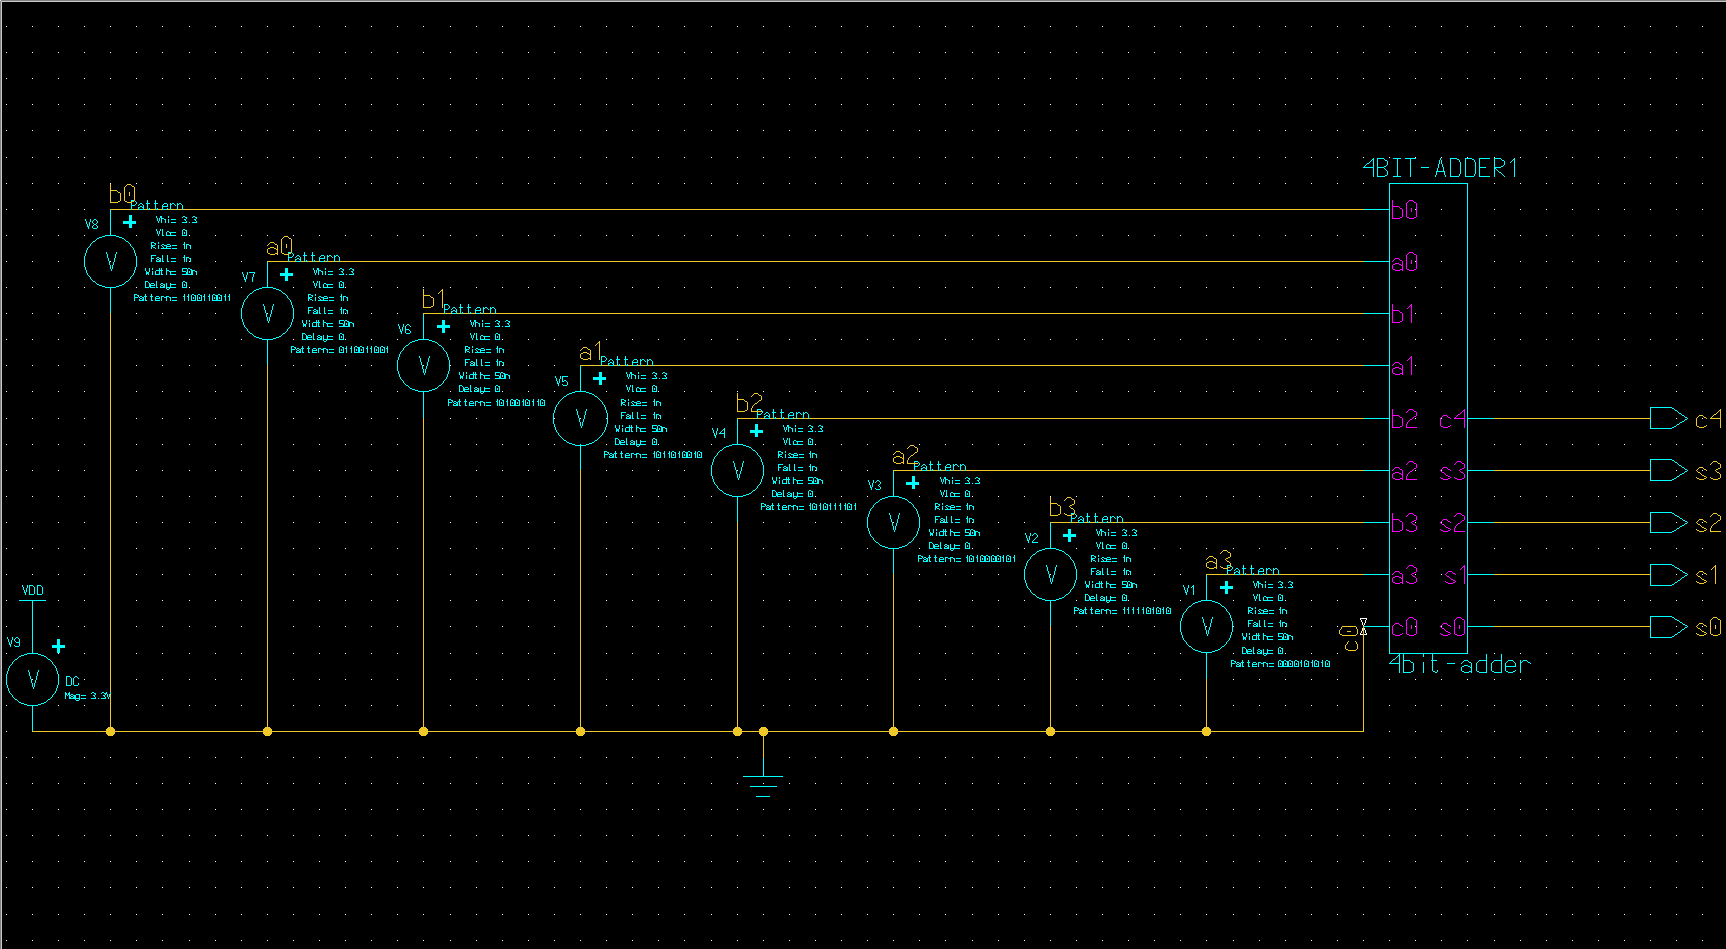 4BIT-ADDER1
b0
Pattern
V8
Vhi= 3.3
Vlo= 0.
Rise= 1n
Fall= 1n
Width= 50n
Delay= 0.
Pattern= 1100110011
b0
a0
Pattern
V7
Vhi= 3.3
Vlo= 0.
Rise= 1n
Fall= 1n
Width= 50n
Delay= 0.
Pattern= 0110011001
a0
b1
Pattern
V6
Vhi= 3.3
Vlo= 0.
Rise= 1n
Fall= 1n
Width= 50n
Delay= 0.
Pattern= 1010010110
b1
a1
Pattern
V5
Vhi= 3.3
Vlo= 0.
Rise= 1n
Fall= 1n
Width= 50n
Delay= 0.
Pattern= 1011010010
a1
b2
Pattern
V4
Vhi= 3.3
Vlo= 0.
Rise= 1n
Fall= 1n
Width= 50n
Delay= 0.
Pattern= 1010111101
b2 c4
c4
a2
Pattern
V3
Vhi= 3.3
Vlo= 0.
Rise= 1n
Fall= 1n
Width= 50n
Delay= 0.
Pattern= 1010000101
a2 s3
s3
b3
Pattern
V2
Vhi= 3.3
Vlo= 0.
Rise= 1n
Fall= 1n
Width= 50n
Delay= 0.
Pattern= 1111101010
b3 s2
s2
a3
Pattern
V1
Vhi= 3.3
Vlo= 0.
Rise= 1n
Fall= 1n
Width= 50n
Delay= 0.
Pattern= 0000101010
a3 s1
s1
c0
c0 s0
s0
4bit-adder
VDD
V9
V
DC
Mag= 3.3V
V
V
V
V
V
V
V
V